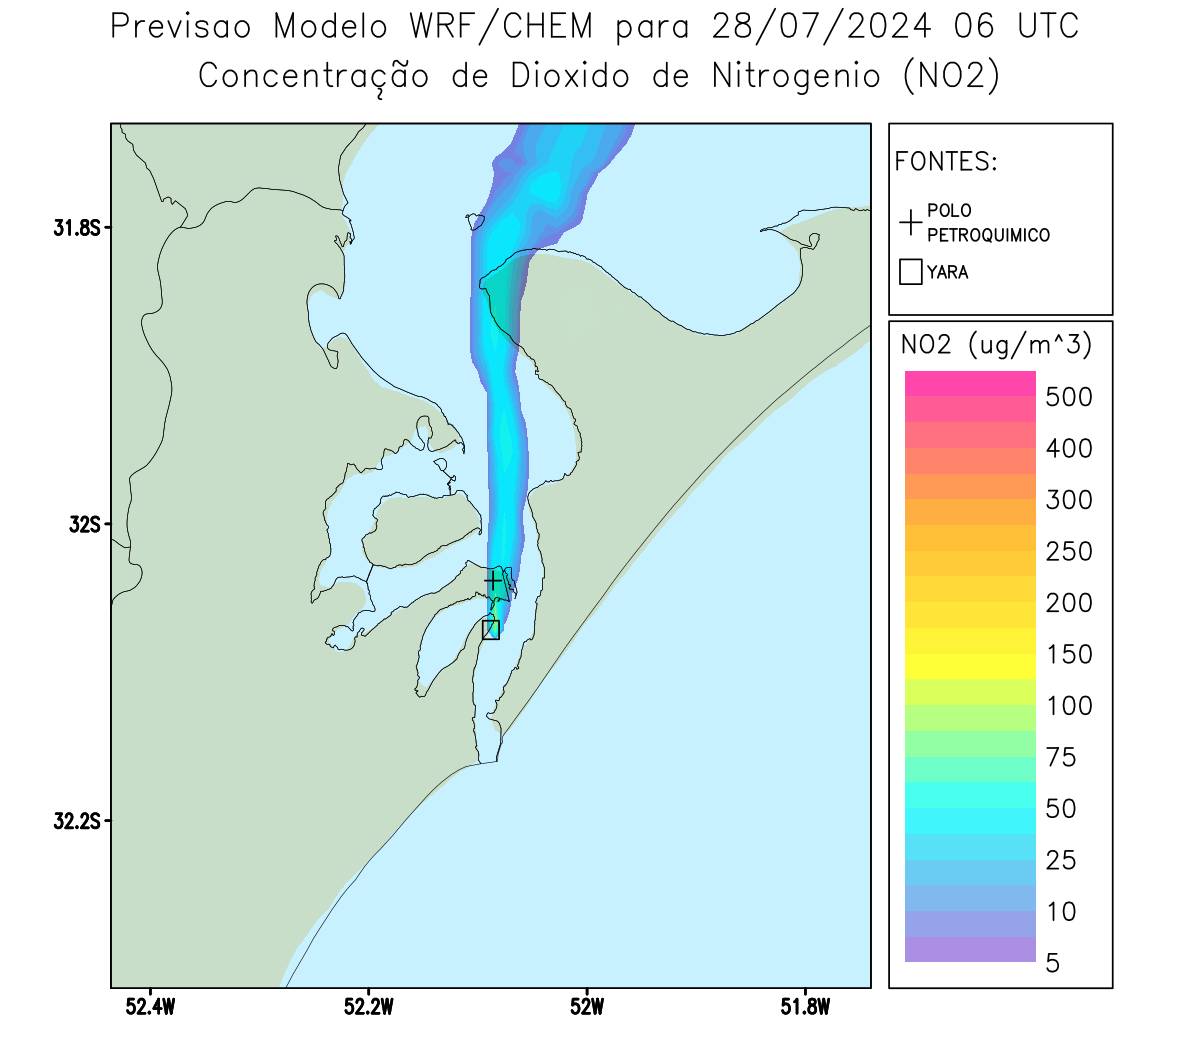 Previsao Modelo WRF/CHEM para 28/07/2024 06 UTC
Concentração de Dioxido de Nitrogenio (NO2)
FONTES:
POLO
PETROQUIMICO
YARA
31.8S
32S
32.2S
52.4W
52.2W
52W
51.8W
NO2 (ug/m^3)
500
400
300
250
200
150
100
75
50
25
10
5